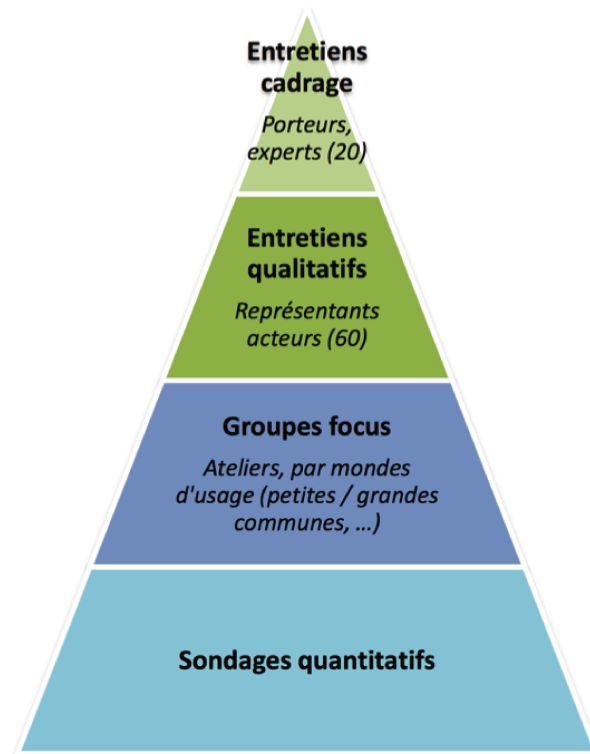 Entretiens
cadrage
Porteurs,
experts (20)
Entretiens
qualitatifs
Représentants
acteurs (60)
Groupes focus
Ateliers, par mondes
d'usage (petites / grandes
communes, ...)
Sondages quantitatifs